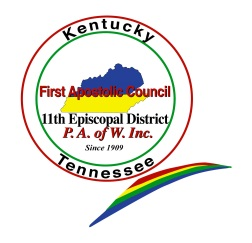 Kentucky
First Apostolic Council
11th Episcopal District
P. A. of W. Inc.
Since 1909
Tennessee